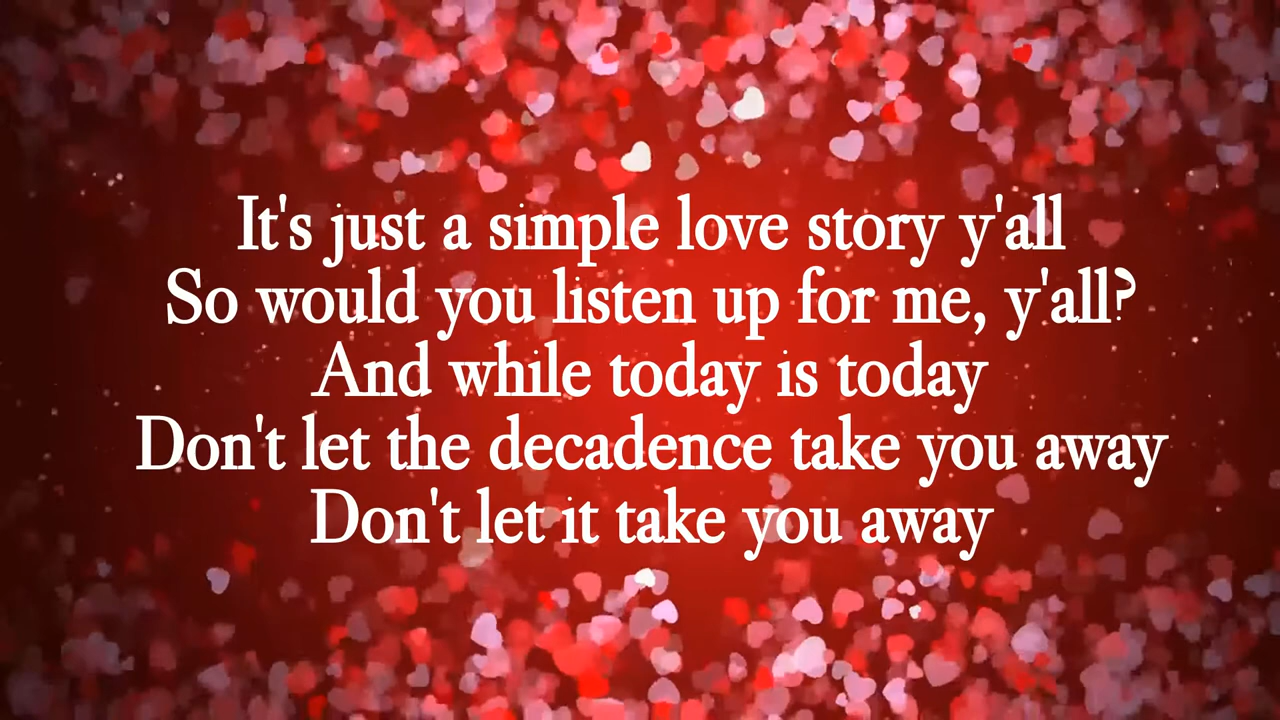 It's just a simple love story y'all
So would you listen up for me, y'all?
And while today is today
Don't let the decadence take you away
Don't let it take you away